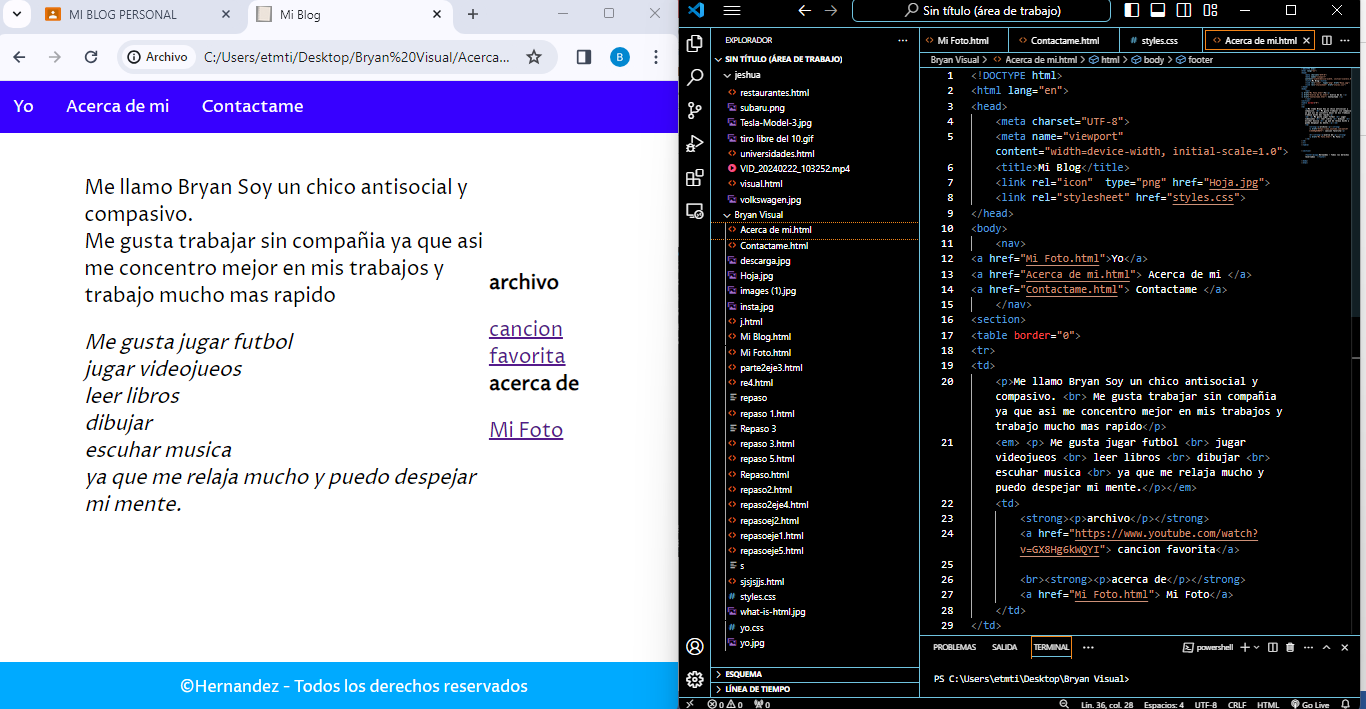 MI BLOG PERSONAL
Mi Blog
Archivo
C:/Users/etmti/Desktop/Bryan%20Visual/Acerca...
B
Yo
Acerca de mi
Contactame
Me llamo Bryan Soy un chico antisocial y
compasivo.
Me gusta trabajar sin compañia ya que asi
me concentro mejor en mis trabajos y
trabajo mucho mas rapido
Me gusta jugar futbol
jugar videojueos
leer libros
dibujar
escuhar musica
ya que me relaja mucho y puedo despejar
mi mente.
archivo
cancion
favorita
acerca de
Mi Foto
©Hernandez - Todos los derechos reservados
Sin título (área de trabajo)
EXPLORADOR
SIN TÍTULO (ÁREA DE TRABAJO)
jeshua
restaurantes.html
subaru.png
Tesla-Model-3.jpg
tiro libre del 10.gif
universidades.html
VID_20240222_103252.mp4
visual.html
volkswagen.jpg
Bryan Visual
Acerca de mi.html
Contactame.html
descarga.jpg
Hoja.jpg
images (1).jpg
insta.jpg
j.html
Mi Blog.html
Mi Foto.html
parte2eje3.html
re4.html
repaso
repaso 1.html
Repaso 3
repaso 3.html
repaso 5.html
Repaso.html
repaso2.html
repaso2eje4.html
repasoej2.html
repasoeje1.html
repasoeje5.html
s
sjsjsjjs.html
styles.css
what-is-html.jpg
yo.css
yo.jpg
ESQUEMA
LÍNEA DE TIEMPO
Mi Foto.html
Contactame.html
styles.css
Acerca de mi.html
Bryan Visual > Acerca de mi.html > html > body > footer
1 <!DOCTYPE html>
2 <html lang="en">
3 <head>
4 <meta charset="UTF-8">
5 <meta name="viewport"
content="width=device-width, initial-scale=1.0">
6 <title>Mi Blog</title>
7 <link rel="icon"  type="png" href="Hoja.jpg">
8 <link rel="stylesheet" href="styles.css">
9 </head>
10 <body>
11 <nav>
12 <a href="Mi Foto.html">Yo</a>
13 <a href="Acerca de mi.html"> Acerca de mi </a>
14 <a href="Contactame.html"> Contactame </a>
15 </nav>
16 <section>
17 <table border="0">
18 <tr>
19 <td>
20 <p>Me llamo Bryan Soy un chico antisocial y
compasivo. <br> Me gusta trabajar sin compañia
ya que asi me concentro mejor en mis trabajos y
trabajo mucho mas rapido</p>
21 <em> <p> Me gusta jugar futbol <br> jugar
videojueos <br> leer libros <br> dibujar <br>
escuhar musica <br> ya que me relaja mucho y
puedo despejar mi mente.</p></em>
22 <td>
23 <strong><p>archivo</p></strong>
24 <a href="https://www.youtube.com/watch?
v=GX8Hg6kWQYI"> cancion favorita</a>
25
26 <br><strong><p>acerca de</p></strong>
27 <a href="Mi Foto.html"> Mi Foto</a>
28 </td>
29 </td>
PROBLEMAS
SALIDA
TERMINAL
powershell
PS C:\Users\etmti\Desktop\Bryan Visual>
0 0 0
Lín. 36, col. 28
Espacios: 4
UTF-8
CRLF
HTML
Go Live